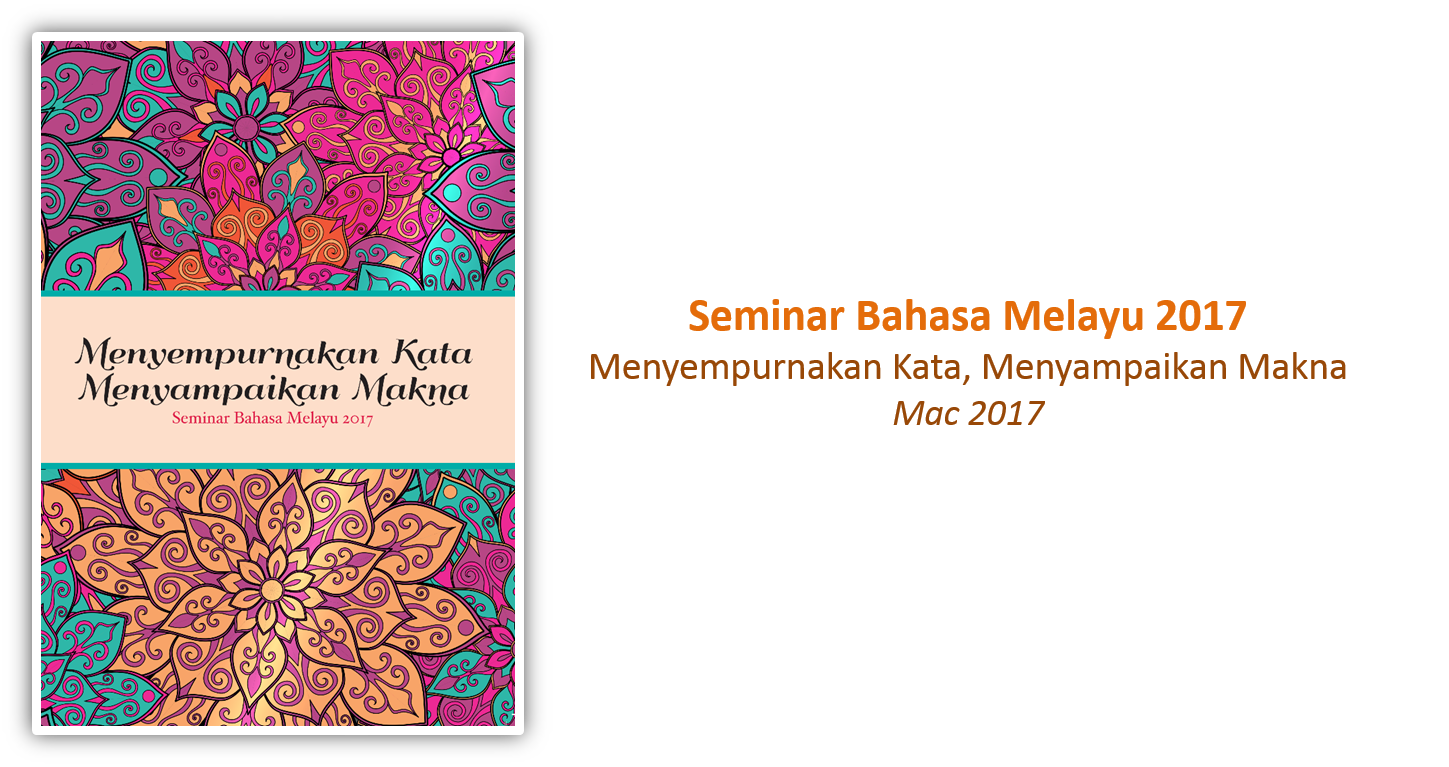 Menyempurnakan Kata
Menyampaikan Makna
Seminar Bahasa Melayu 2017
Seminar Bahasa Melayu 2017
Menyempurnakan Kata, Menyampaikan Makna
Mac 2017